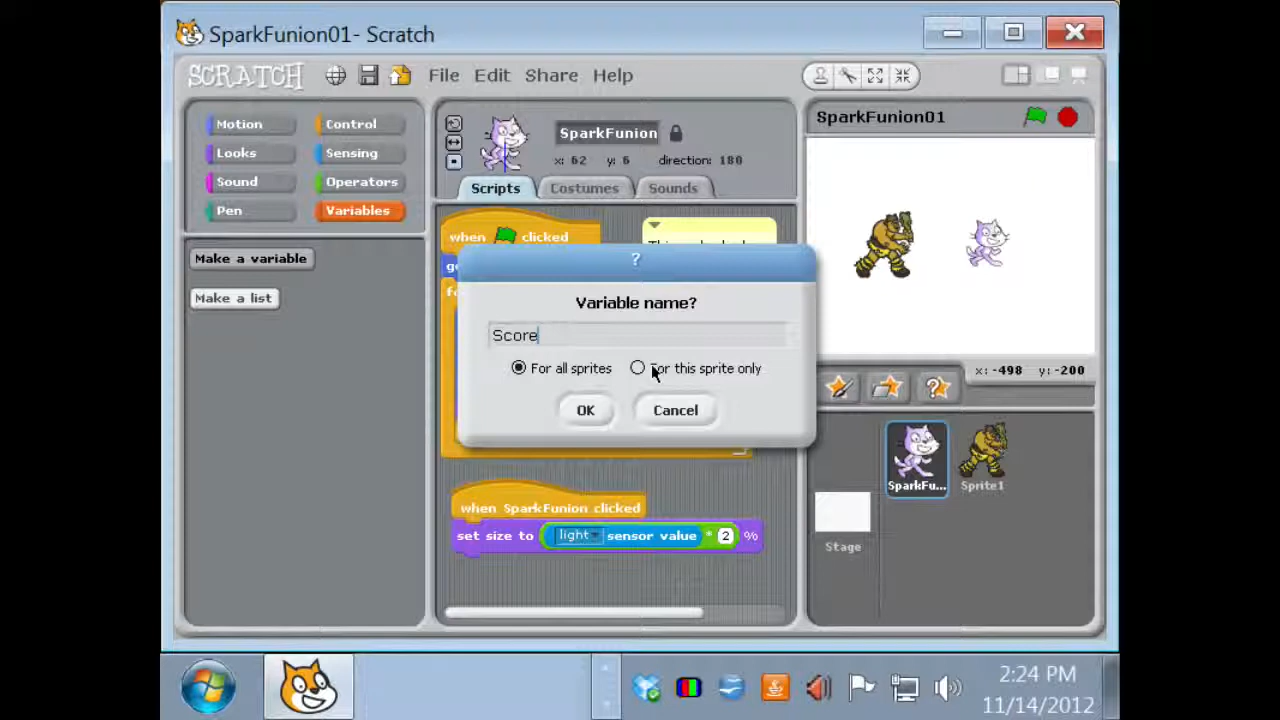 SparkFunion01- Scratch
SCRATCH
File Edit Share Help
Motion
Control
Looks
Sensing
Sound
Operators
Pen
Variables
Make a variable
Make a list
SparkFunion
x: 62 y: 6 direction: 180
Scripts
Costumes
Sounds
when clicked
?
Variable name?
Score
For all sprites
For this sprite only
OK
Cancel
when SparkFunion clicked
set size to light sensor value * 2 %
SparkFunion01
x: -498 y: -200
SparkFu...
Sprite1
Stage
2:24 PM
11/14/2012